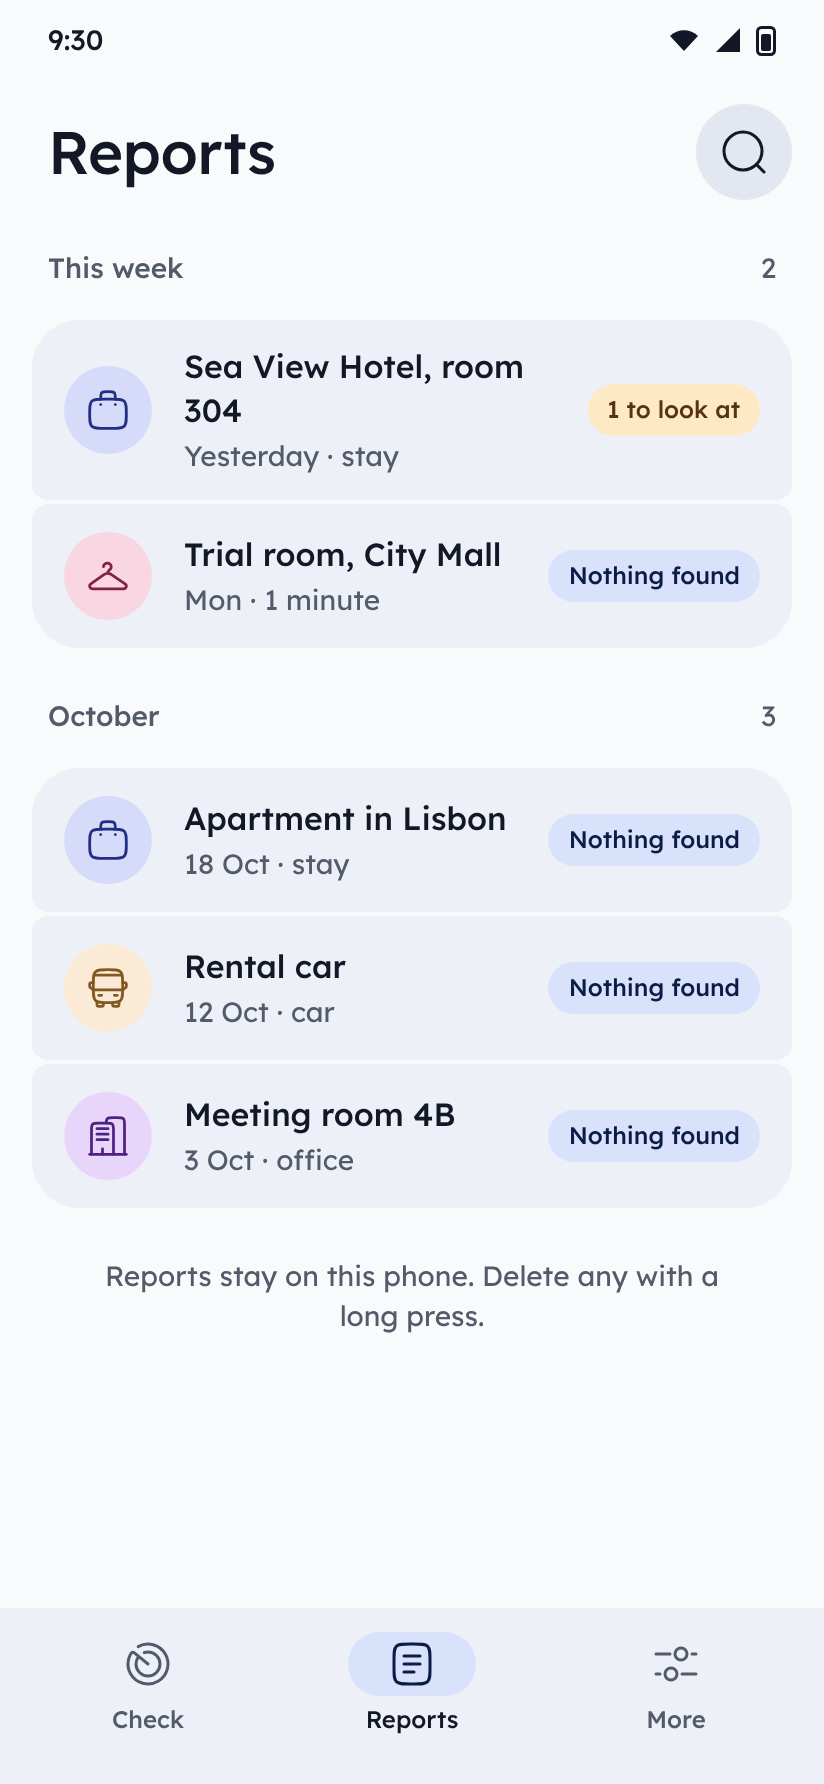 9:30
Reports
This week
2
Sea View Hotel, room
304
Yesterday · stay
1 to look at
Trial room, City Mall
Mon · 1 minute
Nothing found
October
3
Apartment in Lisbon
18 Oct · stay
Nothing found
Rental car
12 Oct · car
Nothing found
Meeting room 4B
3 Oct · office
Nothing found
Reports stay on this phone. Delete any with a
long press.
Check
Reports
More